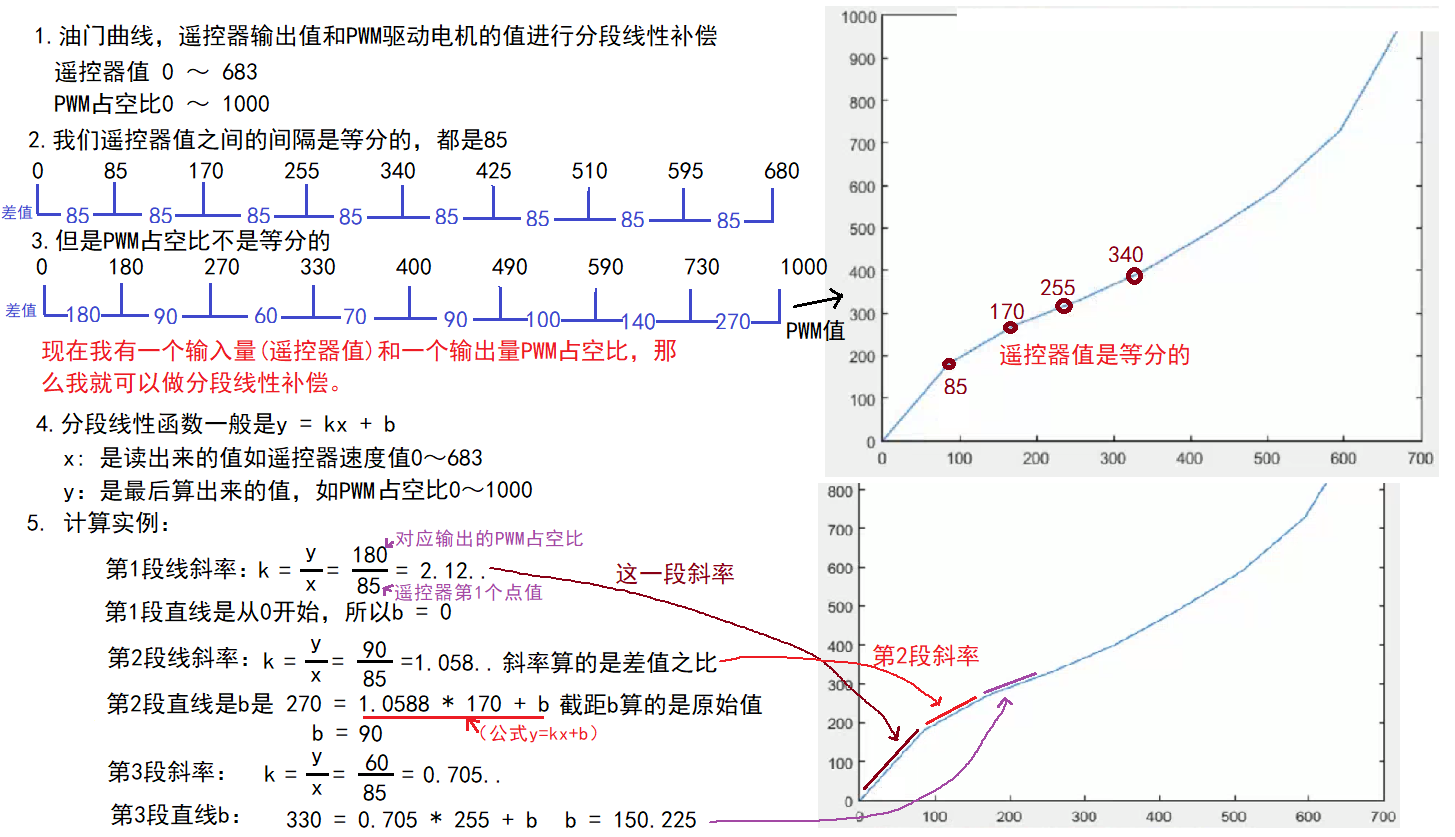 1. 油门曲线，遥控器输出值和PWM驱动电机的值进行分段线性补偿
遥控器值 0 ～ 683
PWM占空比0 ～ 1000
2. 我们遥控器值之间的间隔是等分的，都是85
0 85 170 255 340 425 510 595 680
差值 85 85 85 85 85 85 85 85
3. 但是PWM占空比不是等分的
0 180 270 330 400 490 590 730 1000
差值 180 90 60 70 90 100 140 270
PWM值
现在我有一个输入量(遥控器值)和一个输出量PWM占空比，那
么我就可以做分段线性补偿。
4. 分段线性函数一般是y = kx + b
x: 是读出来的值如遥控器速度值0～683
y: 是最后算出来的值，如PWM占空比0～1000
5. 计算实例：
对应输出的PWM占空比
第1段线斜率：k = y/x = 180/85 = 2.12..
遥控器第1个点值
第1段直线是从0开始，所以b = 0
第2段线斜率：k = y/x = 90/85 =1.058.. 斜率算的是差值之比
第2段直线是b是 270 = 1.0588 * 170 + b 截距b算的是原始值
b = 90
（公式y=kx+b）
第3段斜率： k = y/x = 60/85 = 0.705..
第3段直线b： 330 = 0.705 * 255 + b b = 150.225
1000
900
800
700
600
500
400
300
200
100
0
340
255
170
85
遥控器值是等分的
0 100 200 300 400 500 600 700
这一段斜率
第2段斜率
800
700
600
500
400
300
200
100
0
0 100 200 300 400 500 600 700